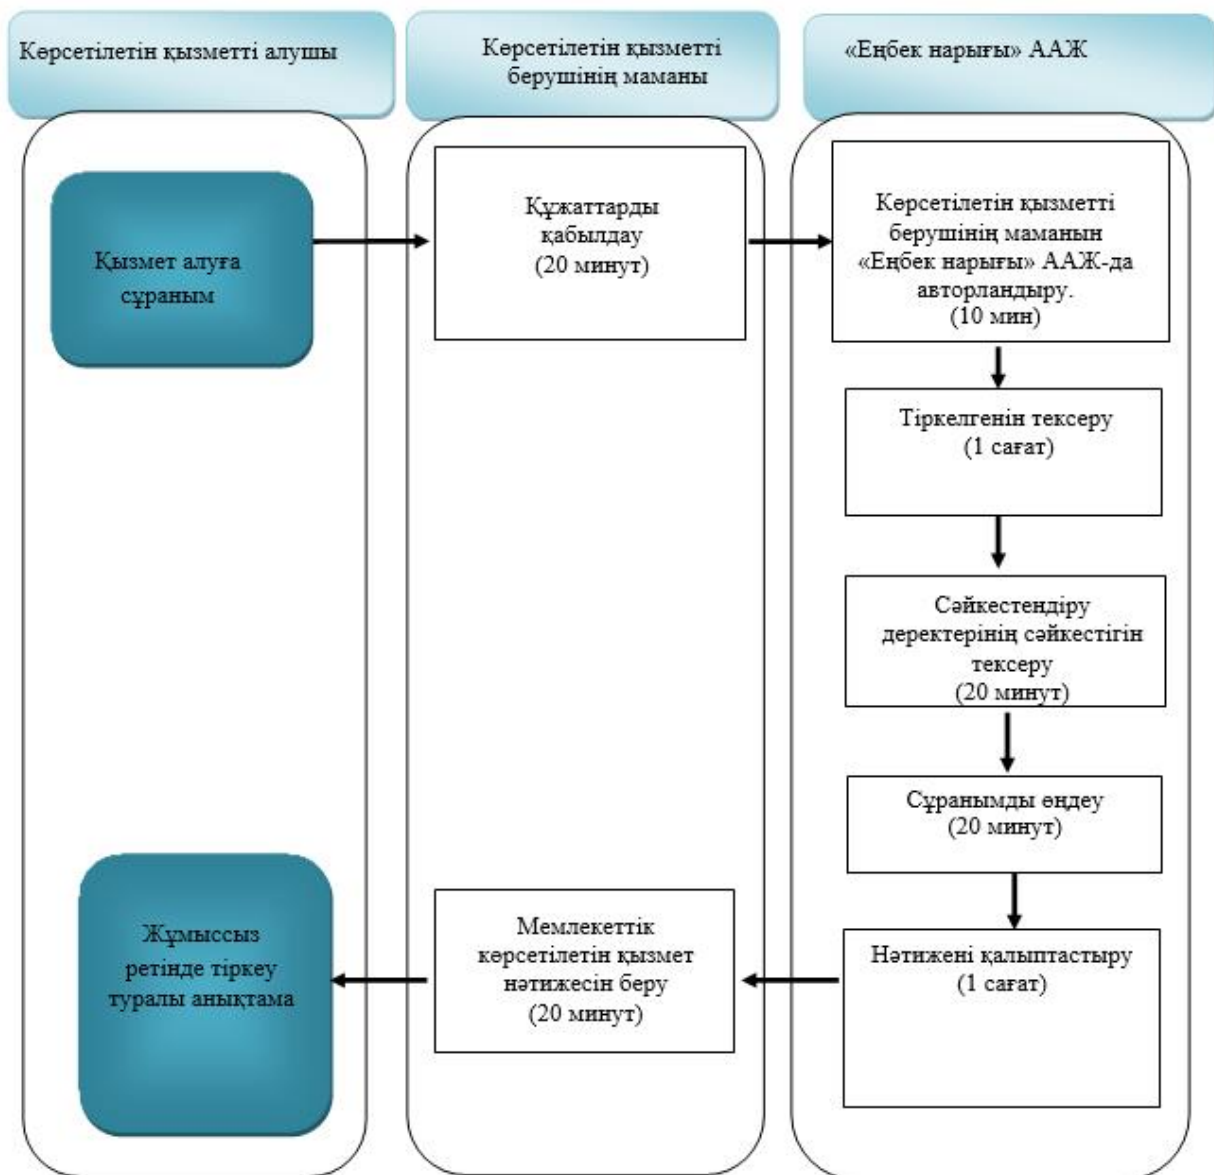 Көрсетілетін қызметті алушы
Көрсетілетін қызметті
берушінің маманы
«Еңбек нарығы» ААЖ
Қызмет алуға
сұраным
Құжаттарды
қабылдау
(20 минут)
Көрсетілетін қызметті
берушінің маманын
«Еңбек нарығы» ААЖ-да
авторландыру.
(10 мин)
Тіркелгенін тексеру
(1 сағат)
Сәйкестендіру
деректерінің сәйкестігін
тексеру
(20 минут)
Сұранымды өңдеу
(20 минут)
Нәтижені қалыптастыру
(1 сағат)
Мемлекеттік
көрсетілетін қызмет
нәтижесін беру
(20 минут)
Жұмыссыз
ретінде тіркеу
туралы анықтама